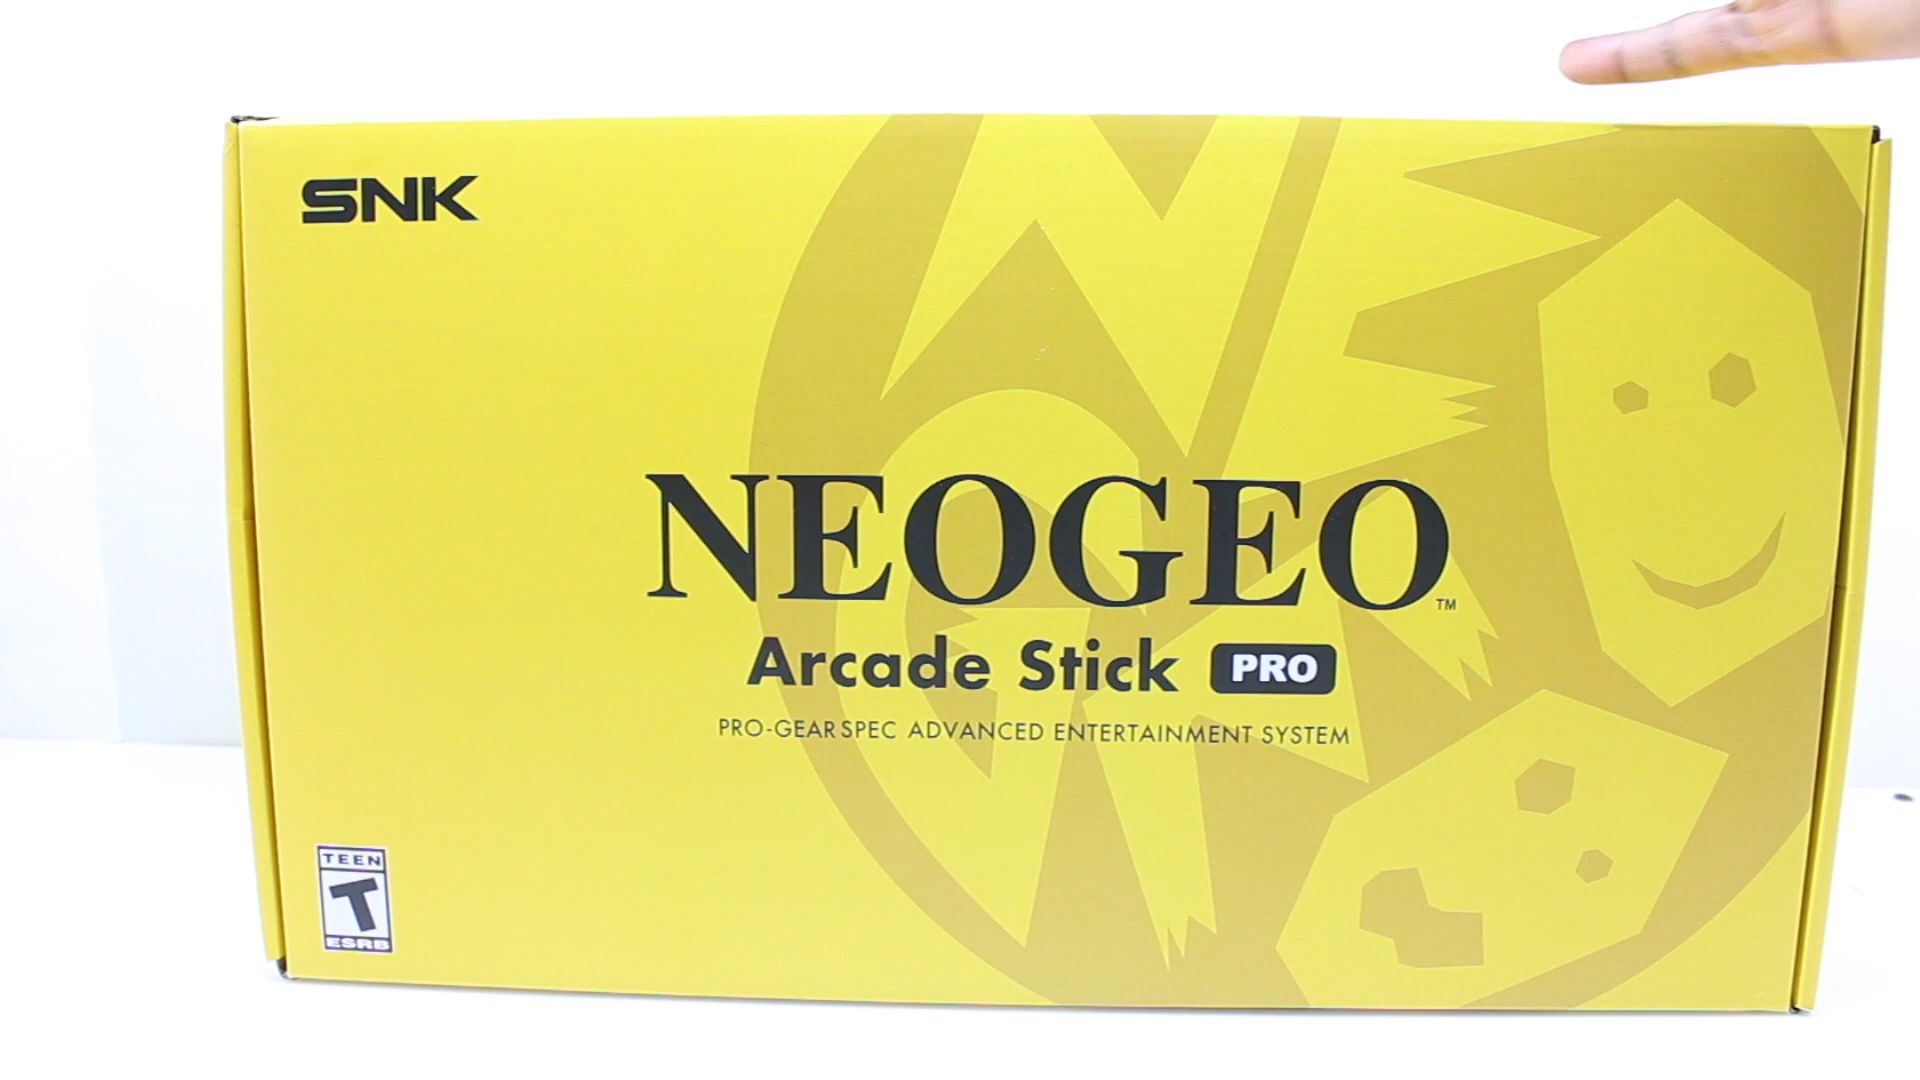 SNK
NEOGEO™
Arcade Stick PRO
PRO-GEAR SPEC ADVANCED ENTERTAINMENT SYSTEM
TEEN
T
ESRB